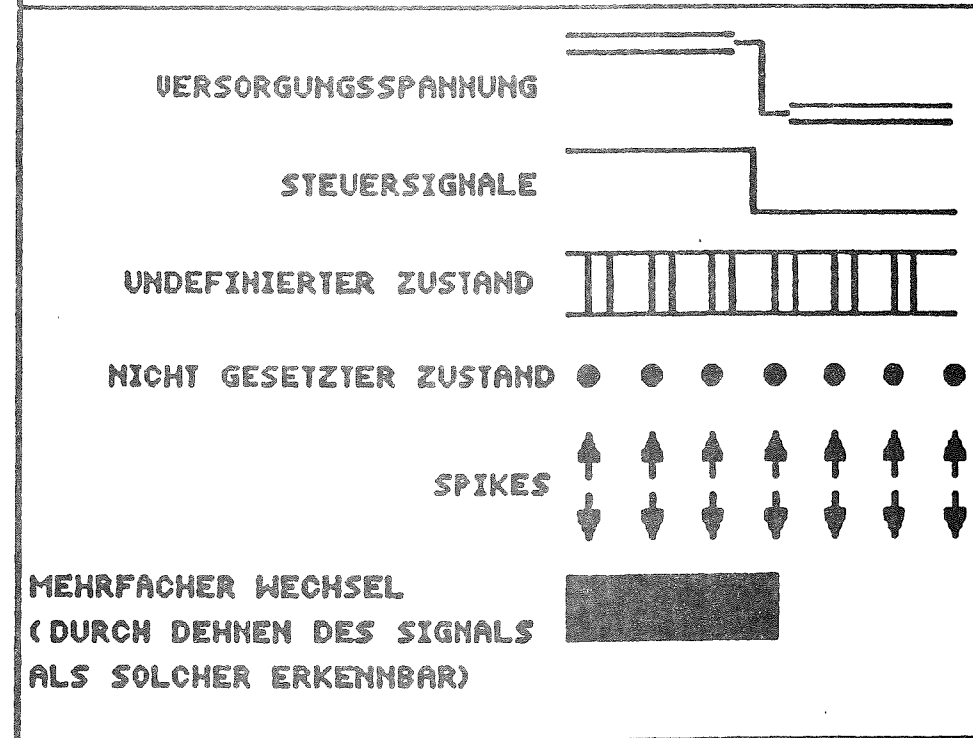 VERSORGUNGSSPANNUNG
STEUERSIGNALE
UNDEFINIERTER ZUSTAND
NICHT GESETZTER ZUSTAND
SPIKES
MEHRFACHER WECHSEL
(DURCH DEHNEN DES SIGNALS
ALS SOLCHER ERKENNBAR)